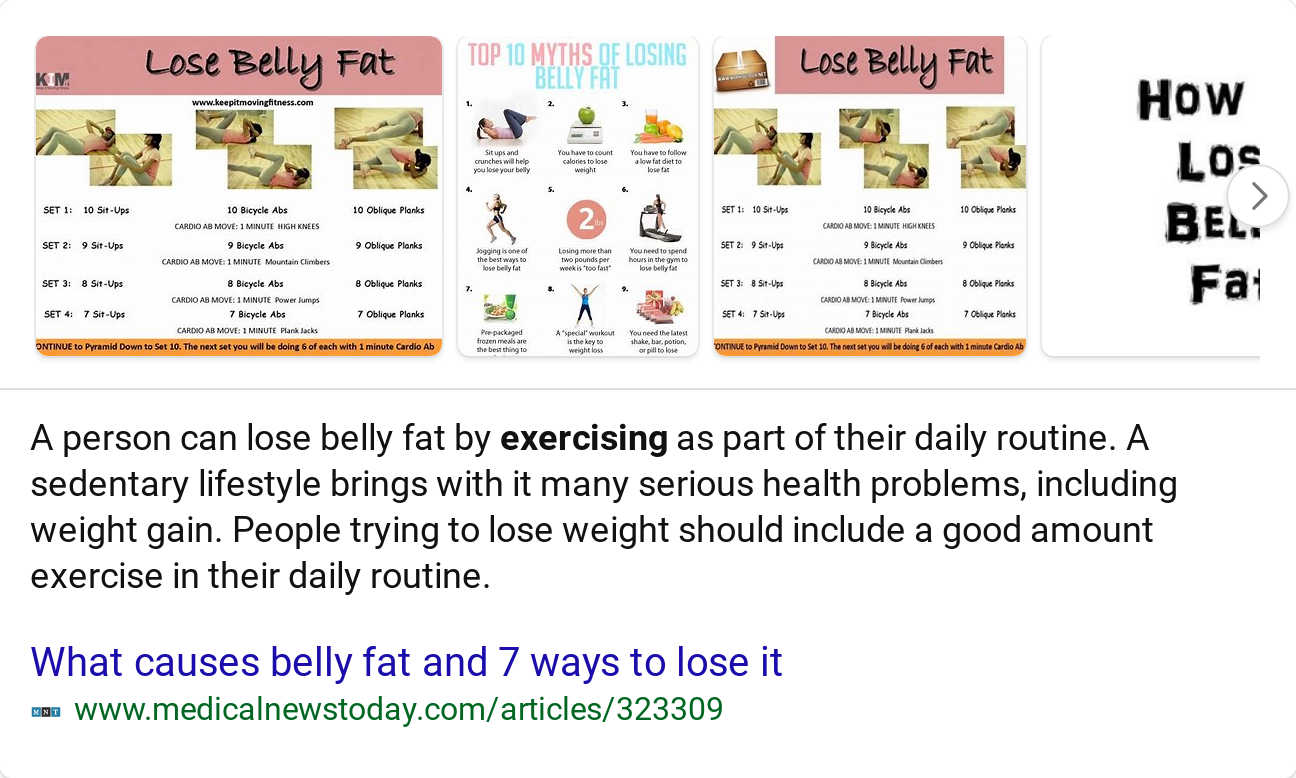 Lose Belly Fat
KIM
www.keepitmovingfitness.com
SET 1: 10 Sit-Ups 10 Bicycle Abs 10 Oblique Planks
CARDIO AB MOVE: 1 MINUTE HIGH KNEES
SET 2: 9 Sit-Ups 9 Bicycle Abs 9 Oblique Planks
CARDIO AB MOVE: 1 MINUTE Mountain Climbers
SET 3: 8 Sit-Ups 8 Bicycle Abs 8 Oblique Planks
CARDIO AB MOVE: 1 MINUTE Power Jumps
SET 4: 7 Sit-Ups 7 Bicycle Abs 7 Oblique Planks
CARDIO AB MOVE: 1 MINUTE Plank Jacks
ONTINUE to Pyramid Down to Set 10. The next set you will be doing 6 of each with 1 minute Cardio Ab
TOP 10 MYTHS OF LOSING
BELLY FAT
1. 2. 3.
Sit ups and
crunches will help
you lose your belly
You have to count
calories to lose
weight
You have to follow
a low fat diet to
lose fat
4. 5. 6.
2 lbs
Jogging is one of
the best ways to
lose belly fat
Losing more than
two pounds per
week is "too fast"
You need to spend
hours in the gym to
lose belly fat
7. 8. 9.
Pre-packaged
frozen meals are
the best thing to
A "special" workout
is the key to
weight loss
You need the latest
shake, bar, potion,
or pill to lose
Lose Belly Fat
SET 1: 10 Sit-Ups 10 Bicycle Abs 10 Oblique Planks
CARDIO AB MOVE: 1 MINUTE HIGH KNEES
SET 2: 9 Sit-Ups 9 Bicycle Abs 9 Oblique Planks
CARDIO AB MOVE: 1 MINUTE Mountain Climbers
SET 3: 8 Sit-Ups 8 Bicycle Abs 8 Oblique Planks
CARDIO AB MOVE: 1 MINUTE Power Jumps
SET 4: 7 Sit-Ups 7 Bicycle Abs 7 Oblique Planks
CARDIO AB MOVE: 1 MINUTE Plank Jacks
ONTINUE to Pyramid Down to Set 10. The next set you will be doing 6 of each with 1 minute Cardio Ab
How
Los
Bel
Fat
A person can lose belly fat by exercising as part of their daily routine. A
sedentary lifestyle brings with it many serious health problems, including
weight gain. People trying to lose weight should include a good amount
exercise in their daily routine.
What causes belly fat and 7 ways to lose it
MNT www.medicalnewstoday.com/articles/323309